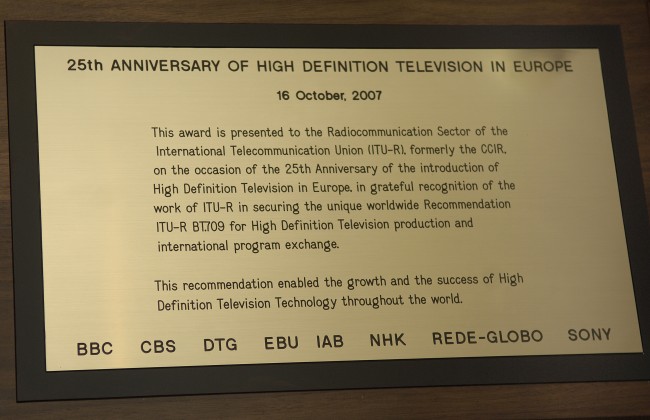 25th ANNIVERSARY OF HIGH DEFINITION TELEVISION IN EUROPE
16 October, 2007
This award is presented to the Radiocommunication Sector of the
International Telecommunication Union (ITU-R), formerly the CCIR,
on the occasion of the 25th Anniversary of the introduction of
High Definition Television in Europe, in grateful recognition of the
work of ITU-R in securing the unique worldwide Recommendation
ITU-R BT.709 for High Definition Television production and
international program exchange.
This recommendation enabled the growth and the success of High
Definition Television Technology throughout the world.
BBC CBS DTG EBU IAB NHK REDE-GLOBO SONY